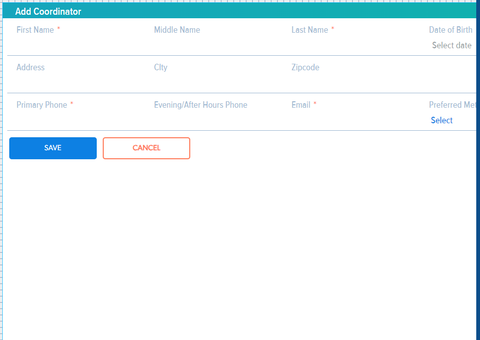 Add Coordinator
First Name * Middle Name Last Name * Date of Birth
Select date
Address City Zipcode
Primary Phone * Evening/After Hours Phone Email * Preferred
Select
SAVE CANCEL